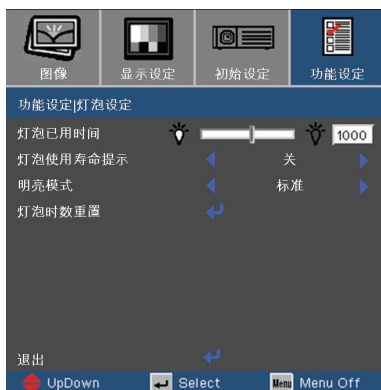 图像 显示设定 初始设定 功能设定
功能设定|灯泡设定
灯泡已用时间 1000
灯泡使用寿命提示 关
明亮模式 标准
灯泡时数重置
退出
UpDown Select Menu Menu Off